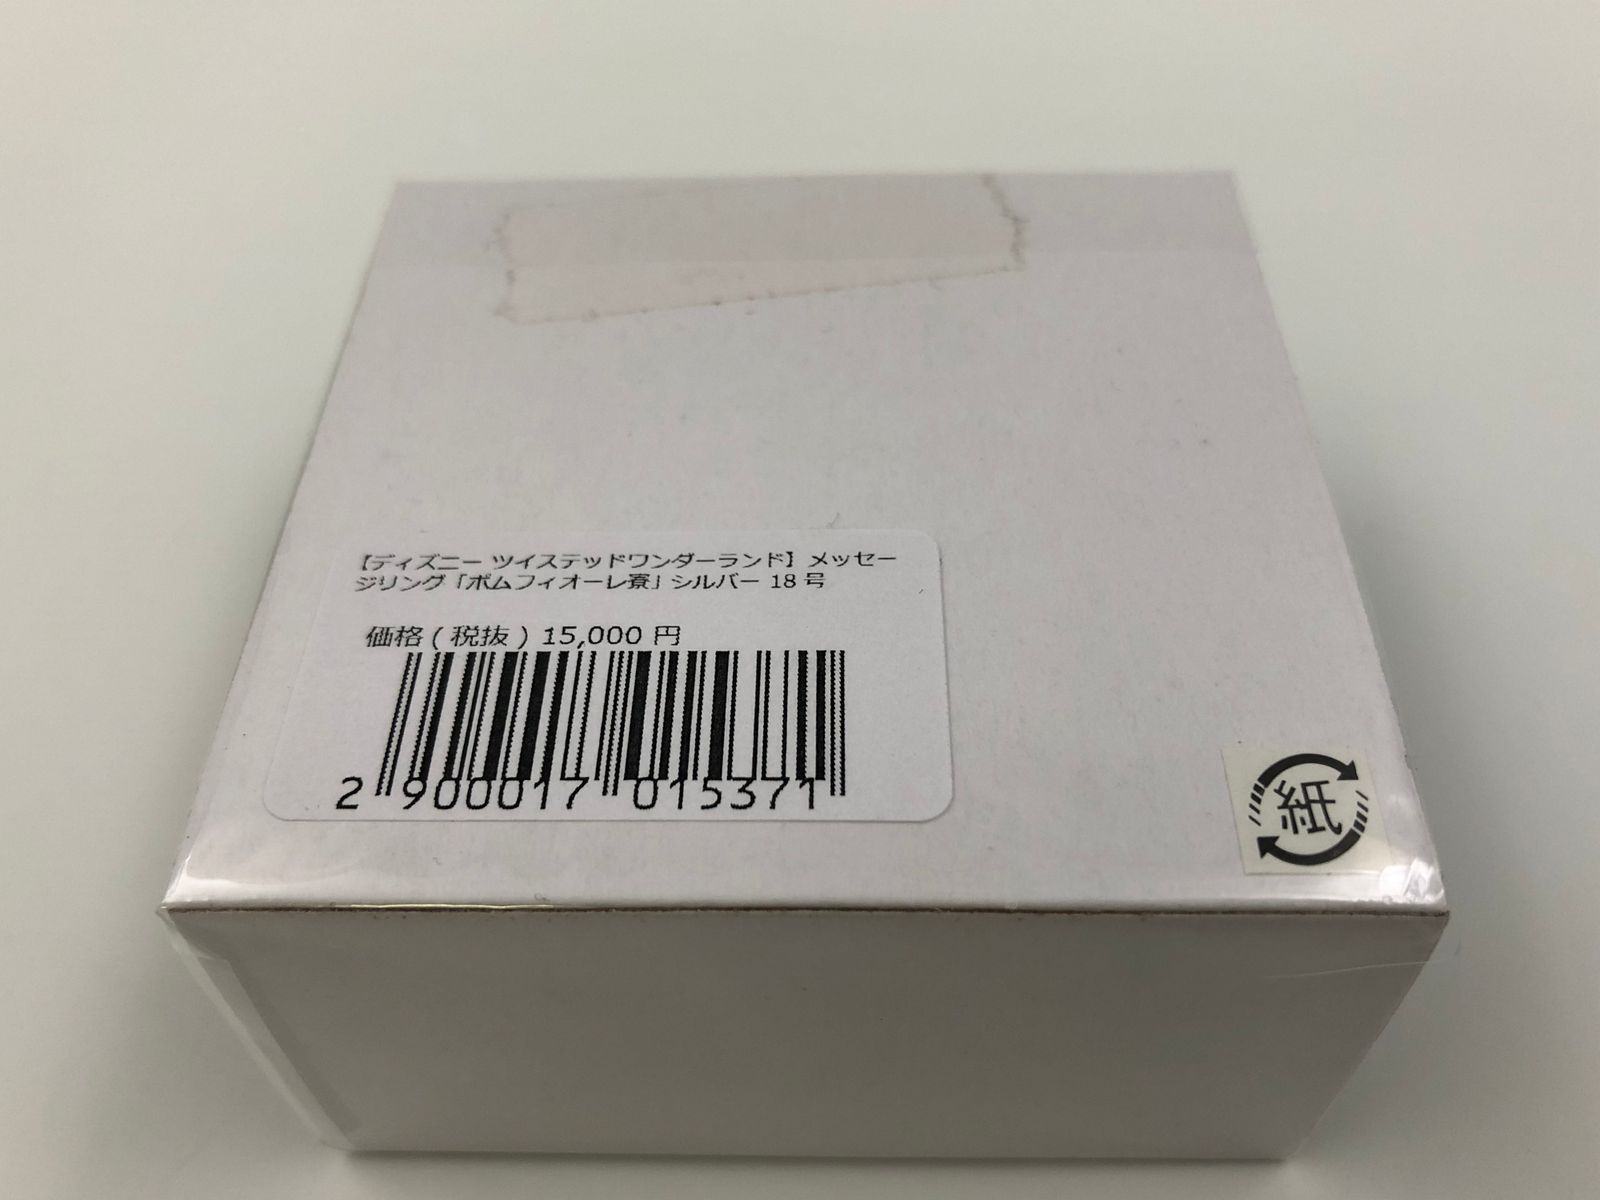 【ディズニー ツイステッドワンダーランド】メッセー
ジリング「ポムフィオーレ寮」シルバー 18 号
価格 ( 税抜 ) 15,000 円
2 900017 015371
紙